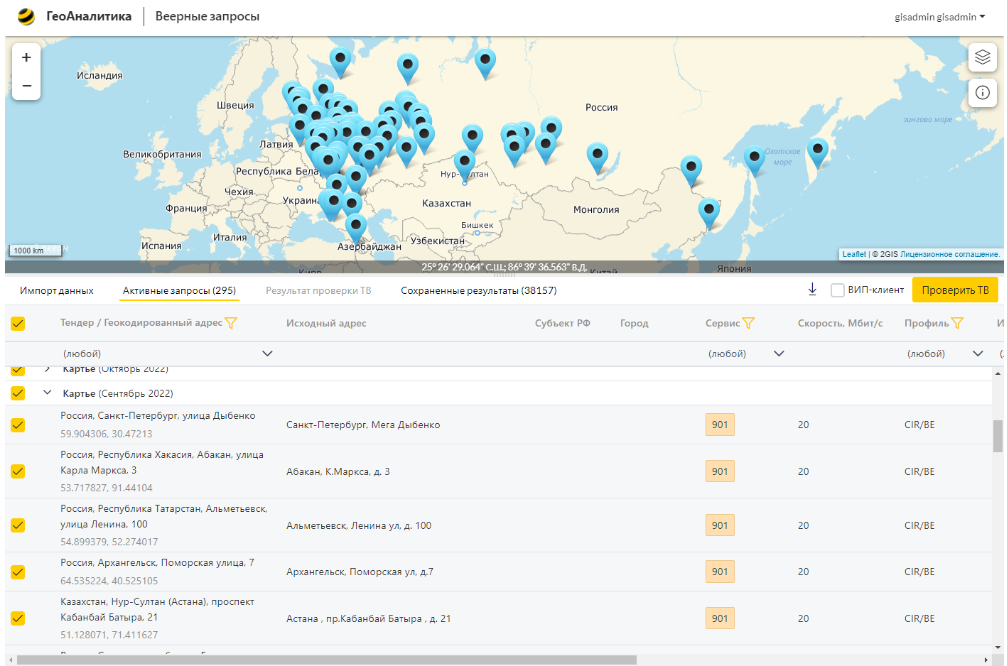 ГеоАналитика
Веерные запросы
gisadmin gisadmin
+
−
Исландия
Швеция
Россия
Латвия
Великобритания
Охотское
море
Республика Бела
Нур-Султан
Чехия
Украина
Казахстан
Франция
Монголия
Бишкек
Италия
Узбекистан
Азербайджан
Испания
1000 km
Leaflet | © 2GIS Лицензионное соглашение.
25° 26' 29.064" С.Ш.; 86° 39' 36.563" В.Д.
Китай
Япония
Импорт данных
Активные запросы (295)
Результат проверки ТВ
Сохраненные результаты (38157)
ВИП-клиент
Проверить ТВ
Тендер / Геокодированный адрес
Исходный адрес
Субъект РФ
Город
Сервис
Скорость, Мбит/с
Профиль
И
(любой)
(любой)
(любой)
Картье (Октябрь 2022)
Картье (Сентябрь 2022)
Россия, Санкт-Петербург, улица Дыбенко
59.904306, 30.47213
Санкт-Петербург, Мега Дыбенко
901
20
CIR/BE
Россия, Республика Хакасия, Абакан, улица
Карла Маркса, 3
53.717827, 91.44104
Абакан, К.Маркса, д. 3
901
20
CIR/BE
Россия, Республика Татарстан, Альметьевск,
улица Ленина, 100
54.899379, 52.274017
Альметьевск, Ленина ул, д. 100
901
20
CIR/BE
Россия, Архангельск, Поморская улица, 7
64.535224, 40.525105
Архангельск, Поморская ул, д.7
901
20
CIR/BE
Казахстан, Нур-Султан (Астана), проспект
Кабанбай Батыра, 21
51.128071, 71.411627
Астана , пр.Кабанбай Батыра , д. 21
901
20
CIR/BE